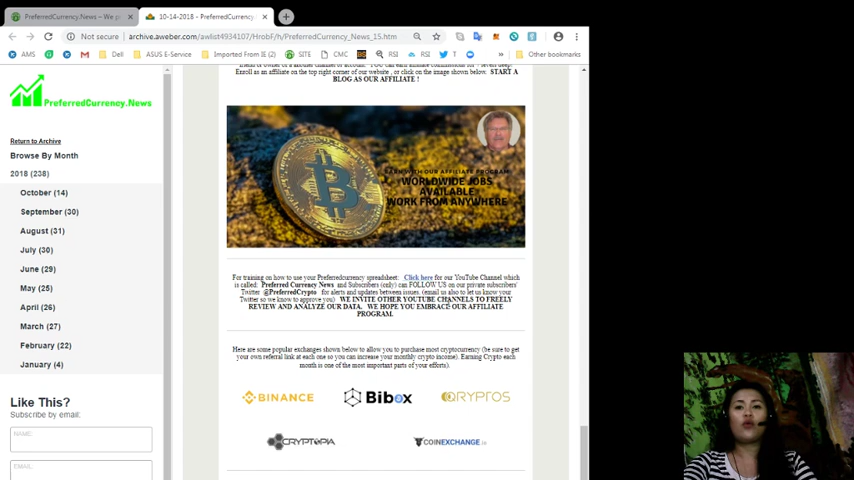 PreferredCurrency.News – We p
10-14-2018 - PreferredCurrency
Not secure
archive.aweber.com/awlist4934107/HrobF/h/PreferredCurrency_News_1S.htm
AMS
Dell
ASUS E-Service
Imported From IE (2)
SITE
CMC
RSI
RSI
T
Other bookmarks
PreferredCurrency.News
Return to Archive
Browse By Month
2018 (238)
October (14)
September (30)
August (31)
July (30)
June (29)
May (25)
April (26)
March (27)
February (22)
January (4)
Like This?
Subscribe by email:
NAME:
EMAIL:
Enroll as an affiliate on the top right corner of our website , or click on the image shown below. START A
BLOG AS OUR AFFILIATE !
EARN WITH OUR AFFILIATE PROGRAM
WORLDWIDE JOBS
AVAILABLE
WORK FROM ANYWHERE
For training on how to use your Preferredcurrency spreadsheet: Click here for our YouTube Channel which
is called: Preferred Currency News and Subscribers (only) can FOLLOW US on our private subscribers'
Twitter @PreferredCrypto for alerts and updates between issues. (email us also to let us know your
Twitter so we know to approve you) WE INVITE OTHER YOUTUBE CHANNELS TO FREELY
REVIEW AND ANALYZE OUR DATA. WE HOPE YOU EMBRACE OUR AFFILIATE
PROGRAM.
Here are some popular exchanges shown below to allow you to purchase most cryptocurrency (be sure to get
your own referral link at each one so you can increase your monthly crypto income). Earning Crypto each
month is one of the most important parts of your efforts).
BINANCE
Bibox
QRYPTOS
CRYPTOPIA
COINEXCHANGE.io